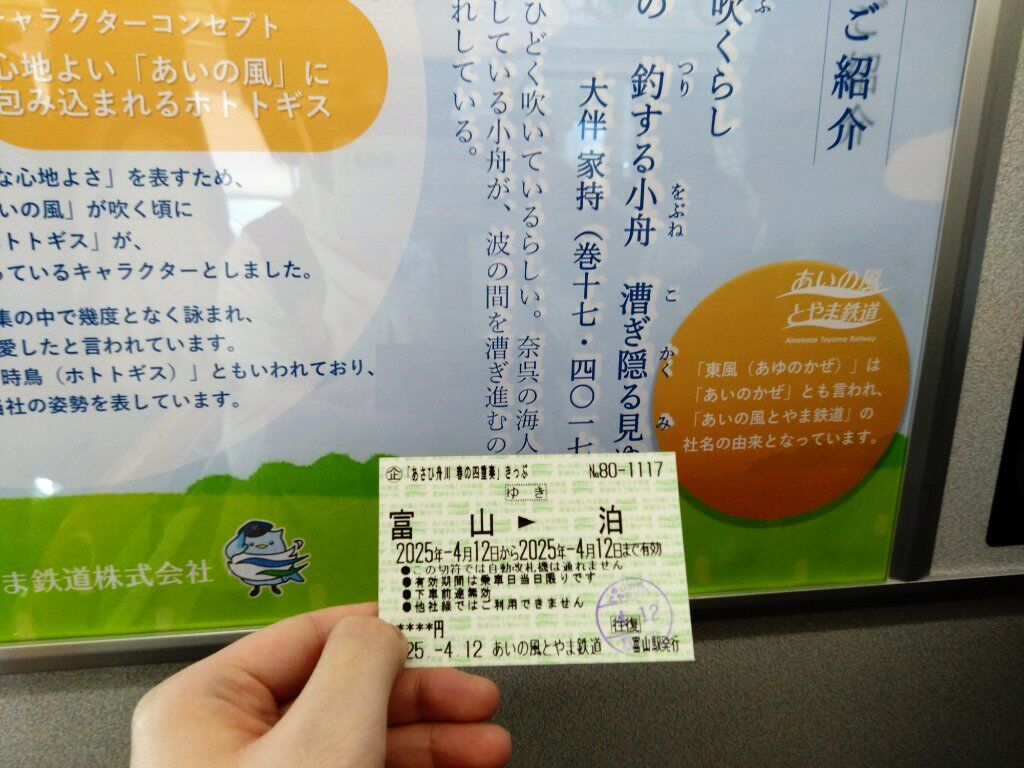 ご紹介
吹くらし
ふ
の 釣する小舟 漕ぎ隠る見ゆ
つり をぶね こ かく み
大伴家持（巻十七・四〇一七
ひどく吹いているらしい。奈呉の海人
している小舟が、波の間を漕ぎ進むの
れしている。
キャラクターコンセプト
心地よい「あいの風」に
包み込まれるホトトギス
な心地よさ」を表すため、
いの風」が吹く頃に
ホトトギス」が、
っているキャラクターとしました。
集の中で幾度となく詠まれ、
愛したと言われています。
時鳥（ホトトギス）」ともいわれており、
当社の姿勢を表しています。
あいの風
とやま鉄道
Ainokaze Toyama Railway
「東風（あゆのかぜ）」は
「あいのかぜ」とも言われ、
「あいの風とやま鉄道」の
社名の由来となっています。
ま鉄道株式会社
企 「あさひ舟川 春の四重奏」きっぷ №80-1117
ゆき
富山 ▶ 泊
2025年-4月12日から2025年-4月12日まで有効
●この切符では自動改札機は通れません
●有効期間は乗車日当日限りです
●下車前途無効
●他社線ではご利用できません
****円
往復
25.-4.12 あいの風とやま鉄道 富山駅発行